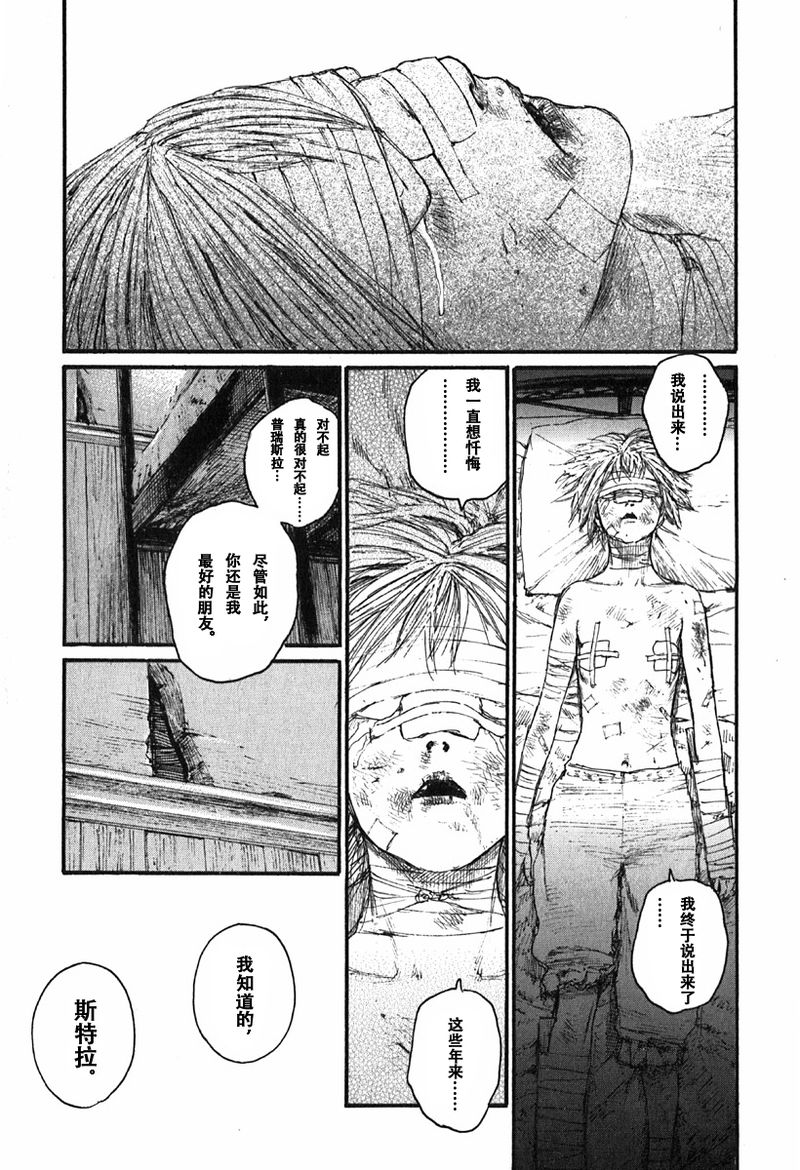 ………
我说出来…
我终于说出来了
………
我一直想忏悔
………
这些年来……
对不起
真的很对不起……
普瑞斯拉…
尽管如此，
你还是我
最好的朋友。
我知道的，
斯特拉。